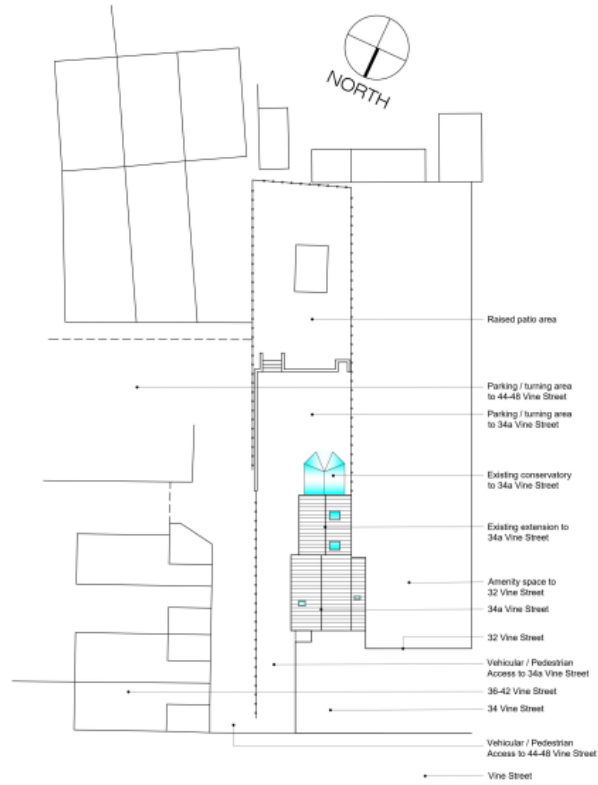 NORTH
Raised patio area
Parking / turning area
to 44-48 Vine Street
Parking / turning area
to 34a Vine Street
Existing conservatory
to 34a Vine Street
Existing extension to
34a Vine Street
Amenity space to
32 Vine Street
34a Vine Street
32 Vine Street
Vehicular / Pedestrian
Access to 34a Vine Street
36-42 Vine Street
34 Vine Street
Vehicular / Pedestrian
Access to 44-48 Vine Street
Vine Street